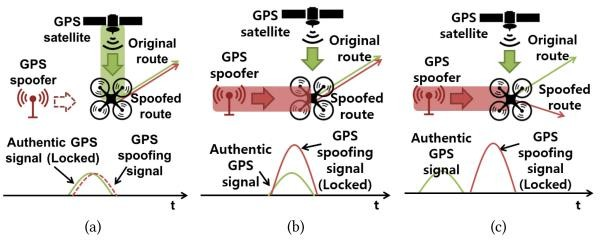 GPS
satellite
Original
route
GPS
spoofer
Spoofed
route
Authentic GPS
signal (Locked)
GPS
spoofing
signal
t
(a)
GPS
satellite
Original
route
GPS
spoofer
Spoofed
route
Authentic
GPS
signal
GPS
spoofing
signal
(Locked)
t
(b)
GPS
satellite
Original
route
GPS
spoofer
Spoofed
route
Authentic
GPS
signal
GPS
spoofing
signal
(Locked)
t
(c)